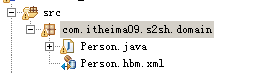 src
com.itheima09.s2sh.domain
Person.java
Person.hbm.xml